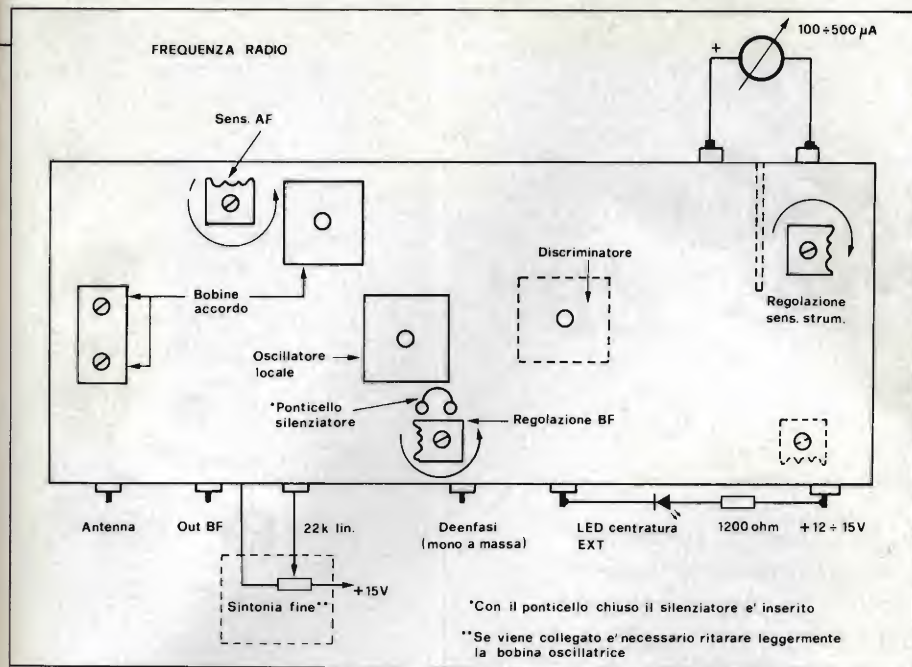 FREQUENZA RADIO
100÷500 µA
+
Sens. AF
Discriminatore
Bobine
accordo
Regolazione
sens. strum.
Oscillatore
locale
*Ponticello
silenziatore
Regolazione BF
Antenna
Out BF
22k lin.
Deenfasi
(mono a massa)
LED centratura
EXT
1200 ohm
+12 ÷ 15V
+15V
Sintonia fine**
*Con il ponticello chiuso il silenziatore e' inserito
**Se viene collegato e' necessario ritarare leggermente
la bobina oscillatrice